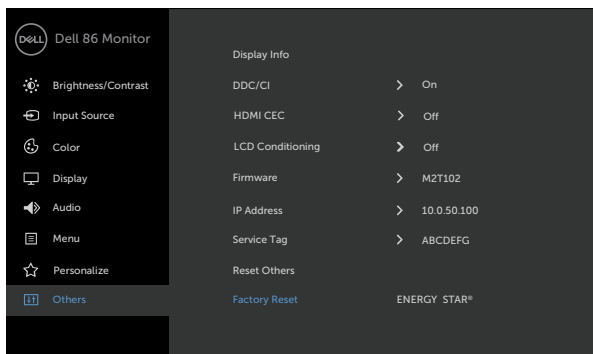 DELL Dell 86 Monitor
Brightness/Contrast
Input Source
Color
Display
Audio
Menu
Personalize
Others
Display Info
DDC/CI > On
HDMI CEC > Off
LCD Conditioning > Off
Firmware > M2T102
IP Address > 10.0.50.100
Service Tag > ABCDEFG
Reset Others
Factory Reset ENERGY STAR®